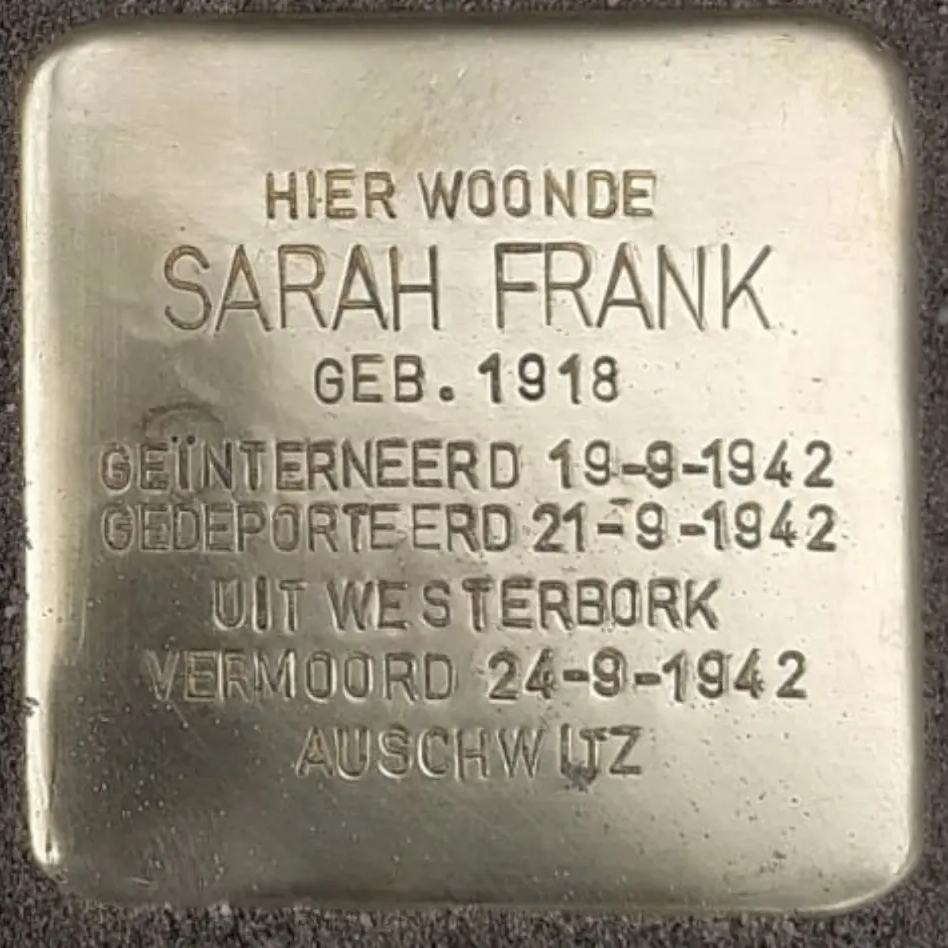 HIER WOONDE
SARAH FRANK
GEB. 1918
GEÏNTERNEERD 19-9-1942
GEDEPORTEERD 21-9-1942
UIT WESTERBORK
VERMOORD 24-9-1942
AUSCHWITZ